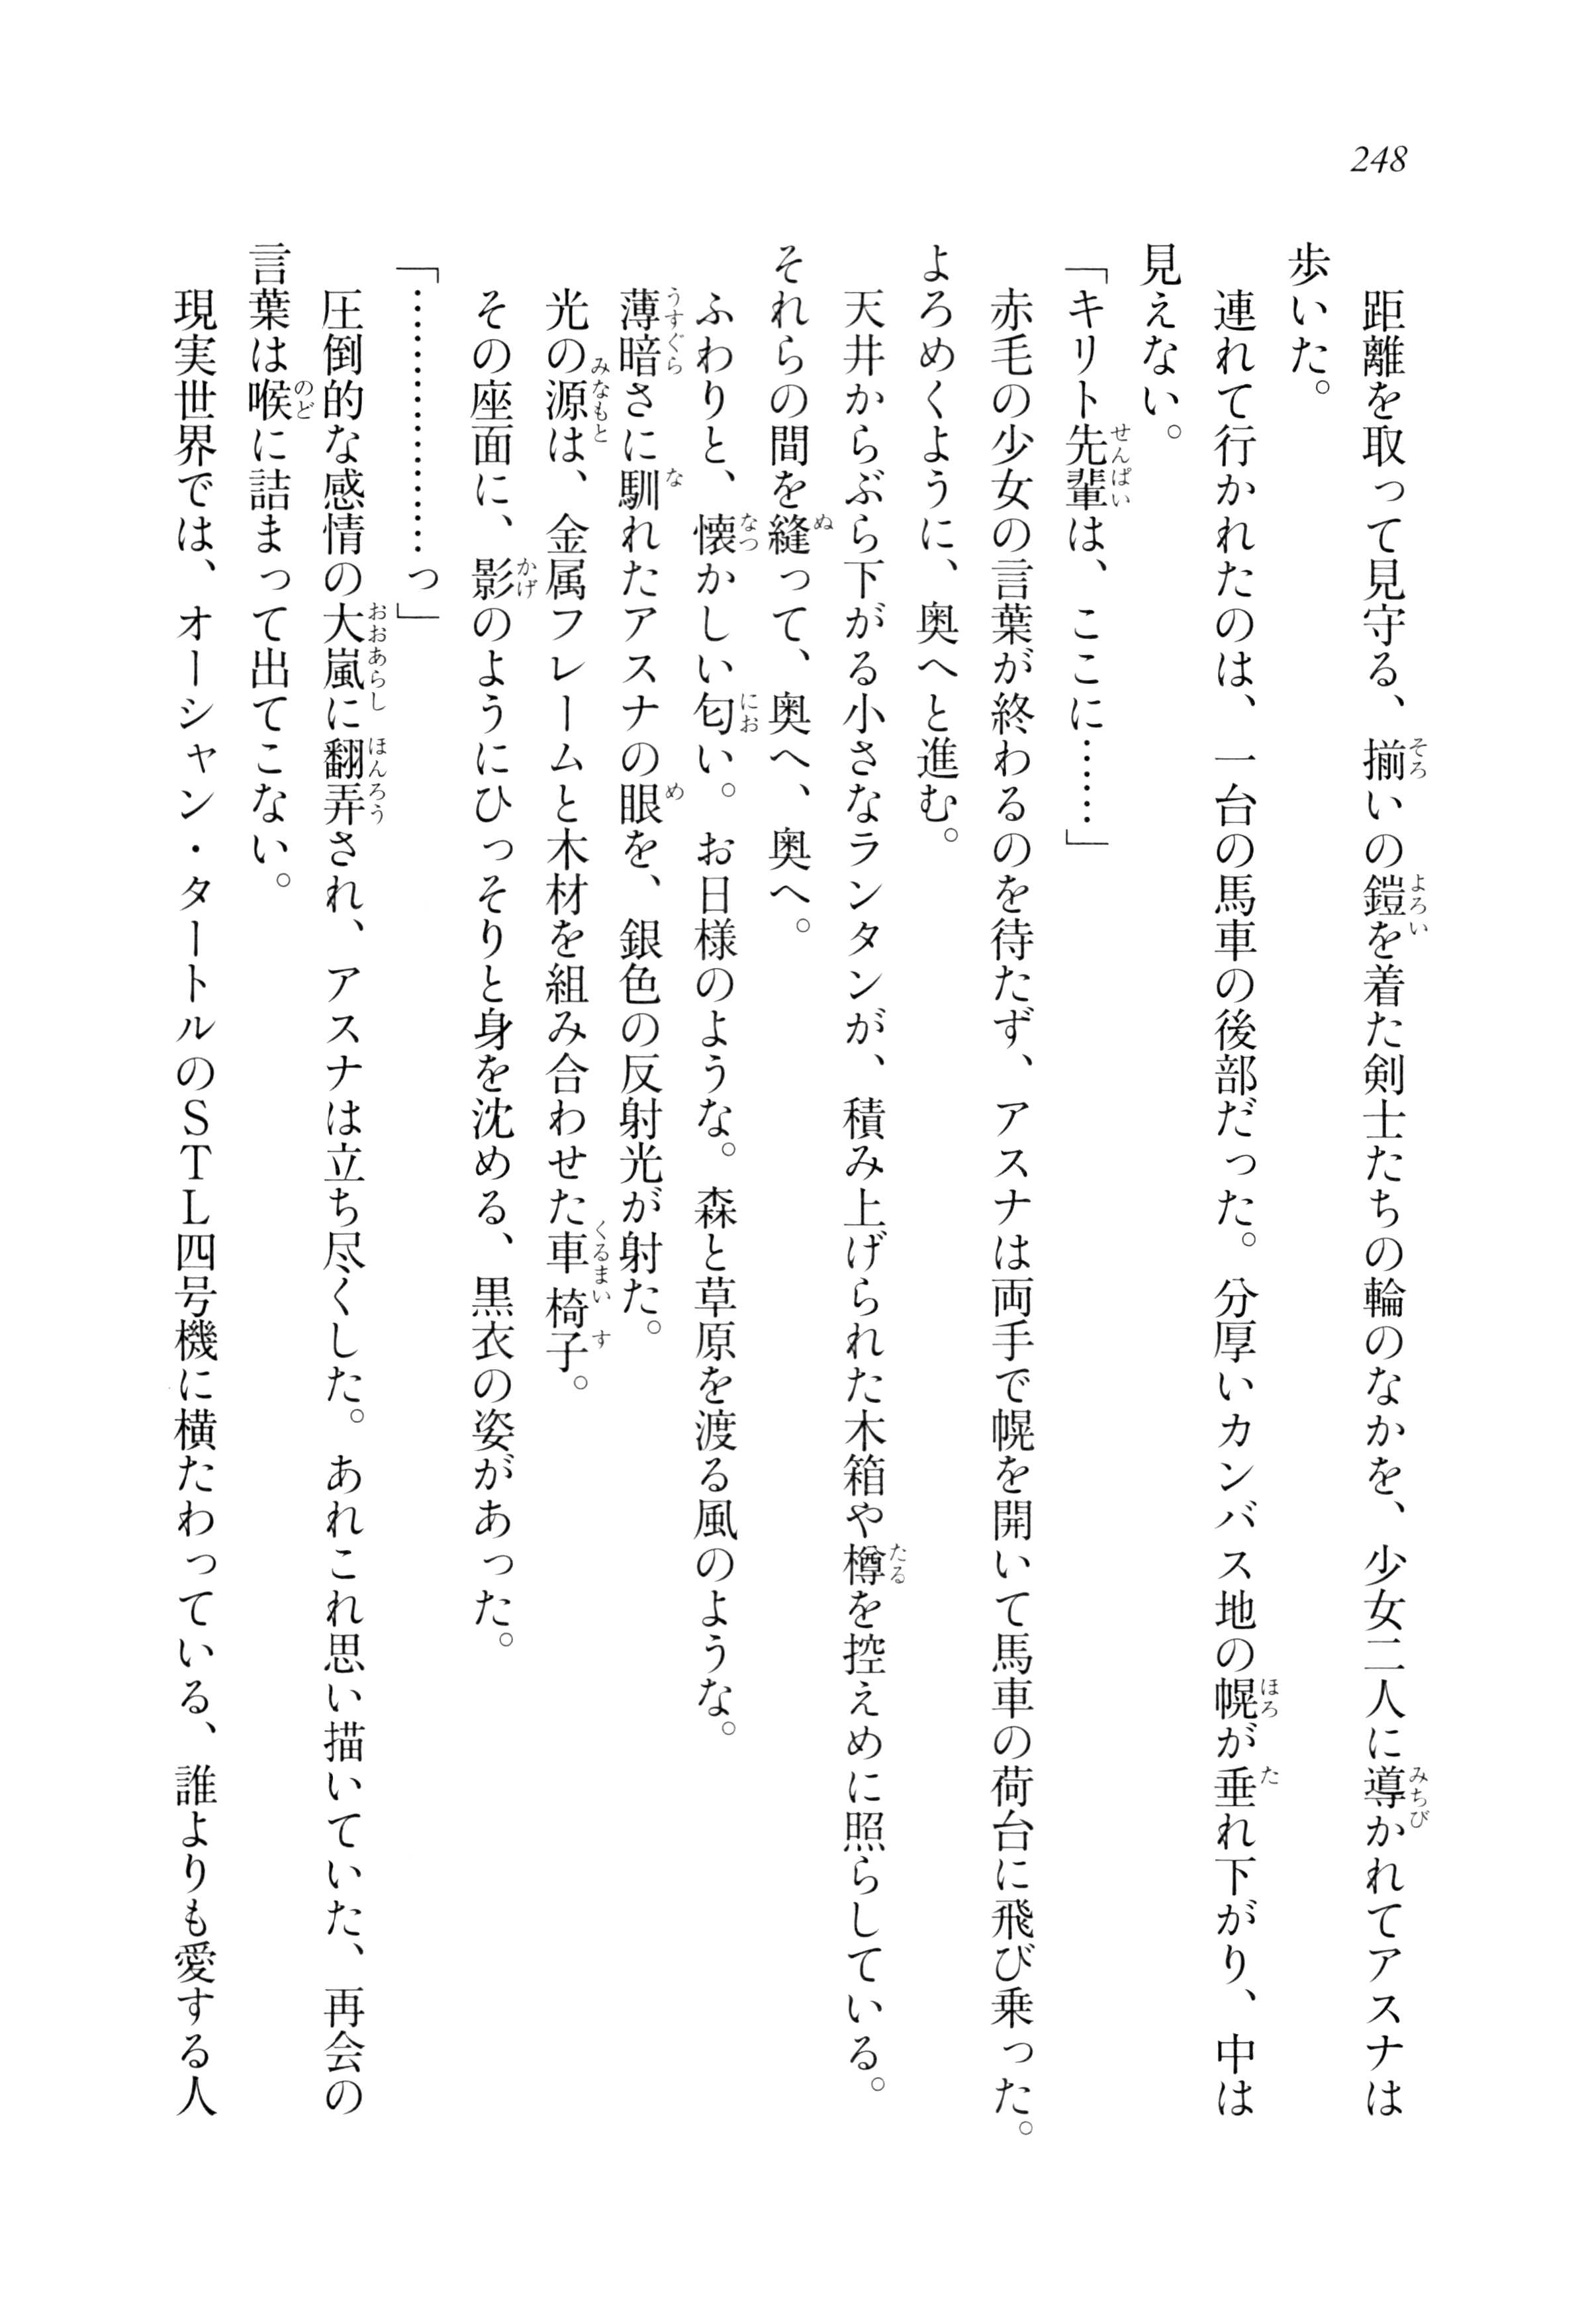 248
距離を取って見守る、揃いの鎧を着た剣士たちの輪のなかを、少女二人に導かれてアスナは
歩いた。
連れて行かれたのは、一台の馬車の後部だった。分厚いカンバス地の幌が垂れ下がり、中は
見えない。
「キリト先輩は、ここに……」
赤毛の少女の言葉が終わるのを待たず、アスナは両手で幌を開いて馬車の荷台に飛び乗った。
よろめくように、奥へと進む。
天井からぶら下がる小さなランタンが、積み上げられた木箱や樽を控えめに照らしている。
それらの間を縫って、奥へ、奥へ。
ふわりと、懐かしい匂い。お日様のような。森と草原を渡る風のような。
薄暗さに馴れたアスナの眼を、銀色の反射光が射た。
光の源は、金属フレームと木材を組み合わせた車椅子。
その座面に、影のようにひっそりと身を沈める、黒衣の姿があった。
「………………っ」
圧倒的な感情の大嵐に翻弄され、アスナは立ち尽くした。あれこれ思い描いていた、再会の
言葉は喉に詰まって出てこない。
現実世界では、オーシャン・タートルのSTL四号機に横たわっている、誰よりも愛する人